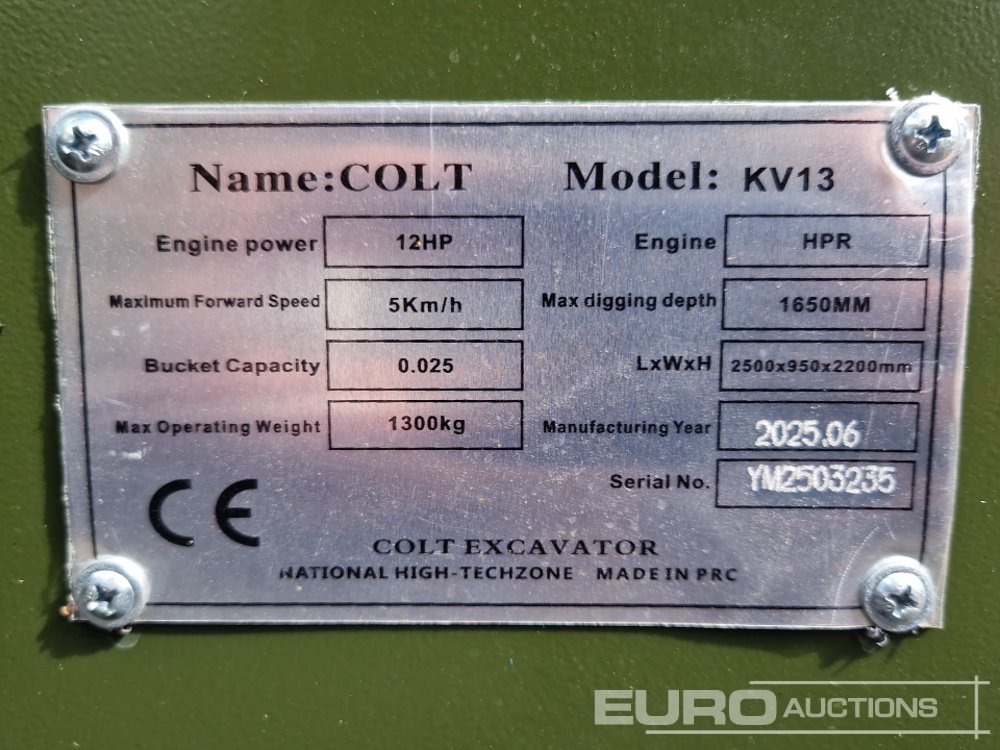 Name:COLT Model: KV13
Engine power 12HP Engine HPR
Maximum Forward Speed 5Km/h Max digging depth 1650MM
Bucket Capacity 0.025 LxWxH 2500x950x2200mm
Max Operating Weight 1300kg Manufacturing Year 2025.06
Serial No. YM2503235
CE
COLT EXCAVATOR
NATIONAL HIGH-TECHZONE MADE IN PRC
EURO AUCTIONS